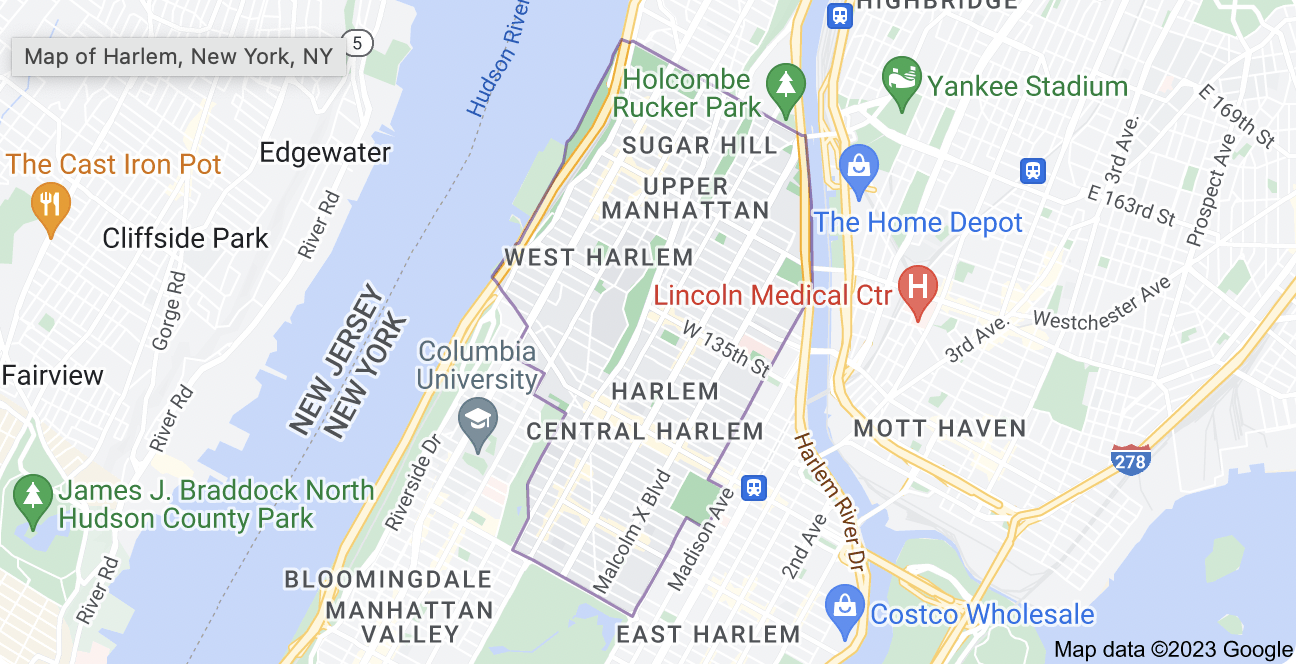 HIGHBRIDGE
5
Map of Harlem, New York, NY
Hudson River
Holcombe
Rucker Park
Yankee Stadium
E 169th St
3rd Ave.
Prospect Ave
SUGAR HILL
Edgewater
The Cast Iron Pot
UPPER
MANHATTAN
E 163rd St
The Home Depot
River Rd
Cliffside Park
WEST HARLEM
Lincoln Medical Ctr
H
Gorge Rd
NEW JERSEY
NEW YORK
W 135th St
3rd Ave.
Westchester Ave
Columbia
University
Fairview
HARLEM
River Rd
CENTRAL HARLEM
MOTT HAVEN
278
Riverside Dr
Harlem River Dr
James J. Braddock North
Hudson County Park
Malcolm X Blvd
Madison Ave
2nd Ave
River Rd
BLOOMINGDALE
MANHATTAN
VALLEY
EAST HARLEM
Costco Wholesale
Map data ©2023 Google